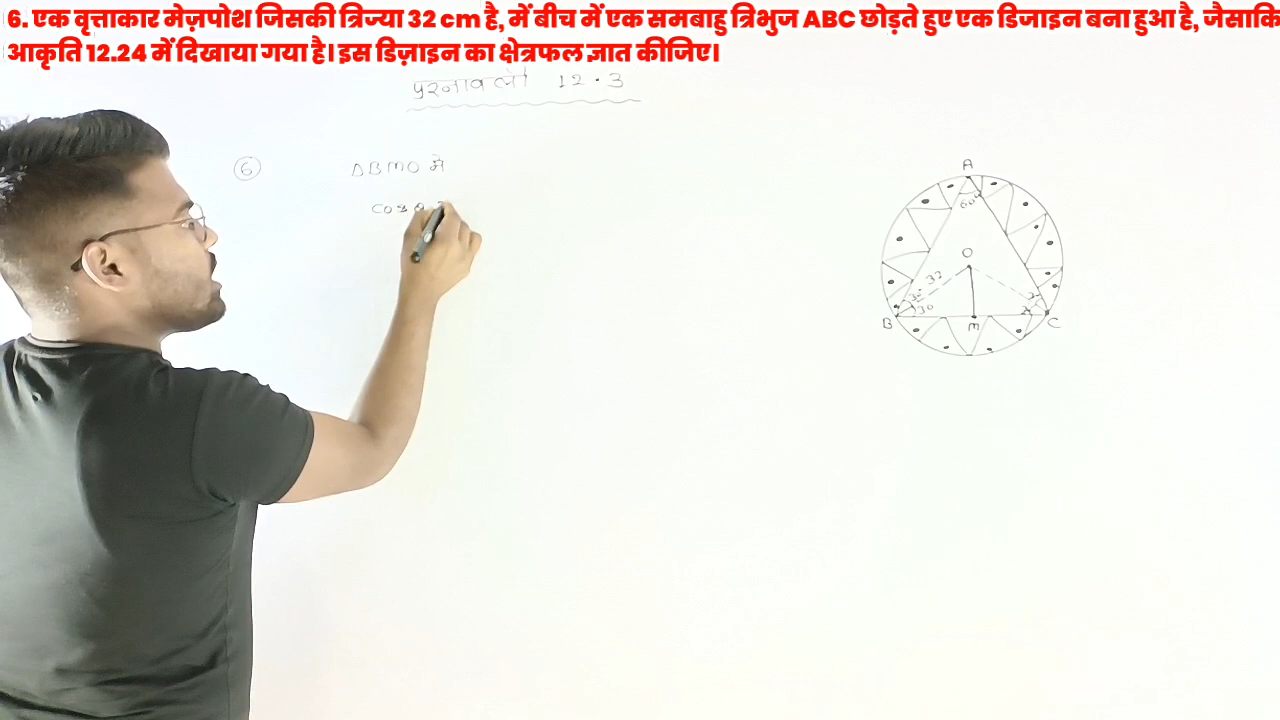 6. एक वृत्ताकार मेज़पोश जिसकी त्रिज्या 32 cm है, में बीच में एक समबाहु त्रिभुज ABC छोड़ते हुए एक डिजाइन बना हुआ है, जैसाकि
आकृति 12.24 में दिखाया गया है। इस डिज़ाइन का क्षेत्रफल ज्ञात कीजिए।
प्रश्नावली 12.3
6 ΔBMO में
A
60°
O
32
30°
30
B
M
C